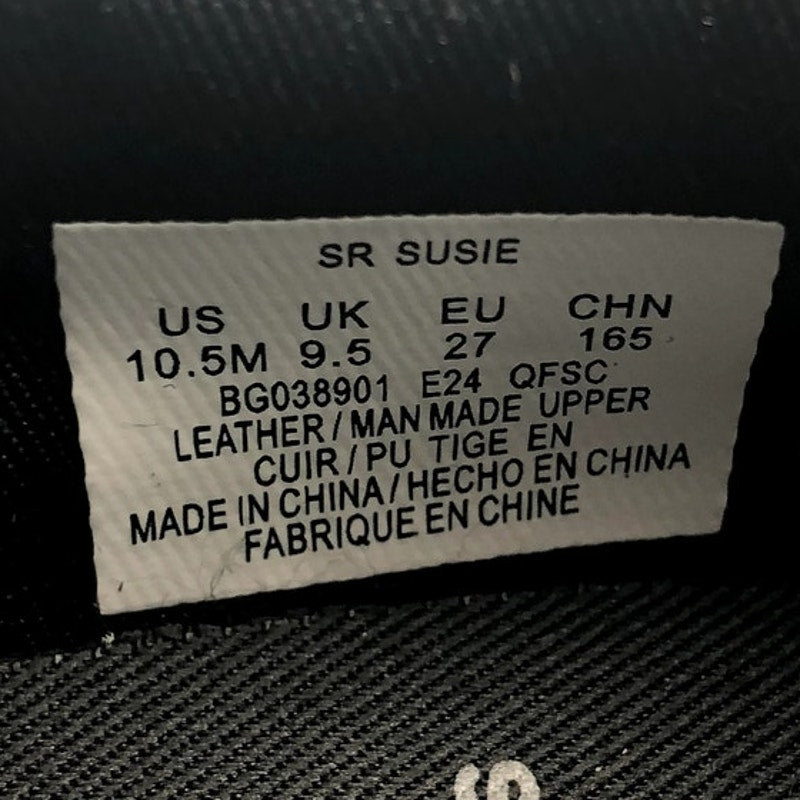 SR SUSIE
US UK EU CHN
10.5M 9.5 27 165
BG038901 E24 QFSC
LEATHER/MAN MADE UPPER
CUIR/PU TIGE EN
MADE IN CHINA/HECHO EN CHINA
FABRIQUE EN CHINE